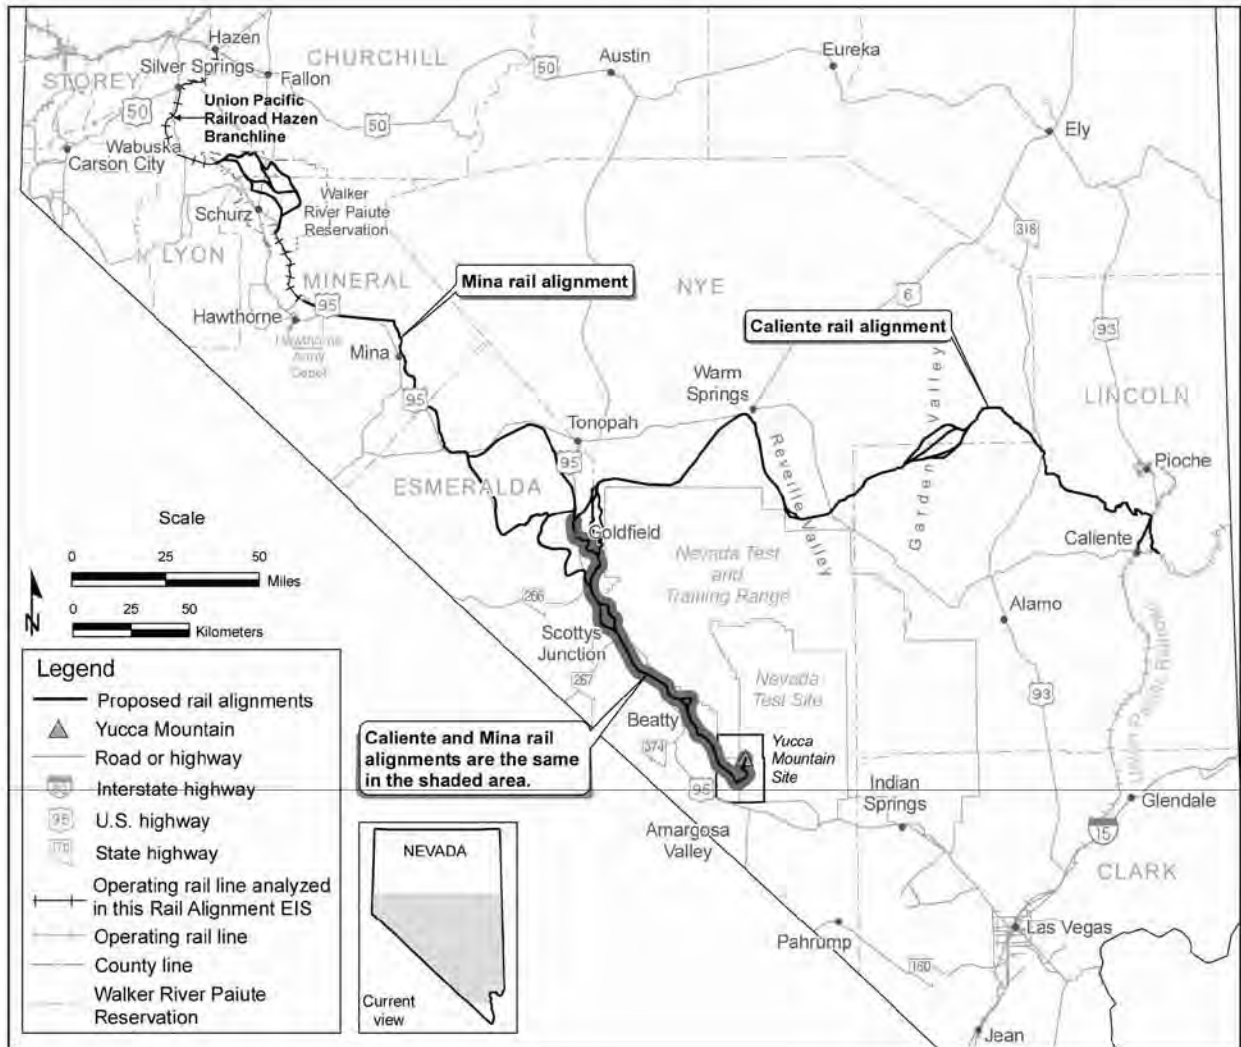 Hazen
CHURCHILL
Austin
Eureka
STOREY
Silver Springs
Fallon
50
Union Pacific
Railroad Hazen
Branchline
50
50
Wabuska
Carson City
Ely
Walker
River Paiute
Reservation
Schurz
318
LYON
MINERAL
Mina rail alignment
NYE
6
95
Hawthorne
Hawthorne
Army
Depot
Caliente rail alignment
93
Mina
Warm
Springs
Garden Valley
LINCOLN
95
Tonopah
95
Reveille Valley
Pioche
ESMERALDA
Scale
0 25 50
Miles
0 25 50
Kilometers
N
Goldfield
Nevada Test
and
Training Range
Caliente
266
Alamo
Scottys
Junction
267
Nevada
Test Site
93
Union Pacific Railroad
Legend
Proposed rail alignments
Yucca Mountain
Road or highway
Interstate highway
95
U.S. highway
State highway
Operating rail line analyzed
in this Rail Alignment EIS
Operating rail line
County line
Walker River Paiute
Reservation
Beatty
374
Caliente and Mina rail
alignments are the same
in the shaded area.
Yucca
Mountain
Site
95
Indian
Springs
Glendale
Amargosa
Valley
15
CLARK
NEVADA
Current
view
Pahrump
160
Las Vegas
Jean